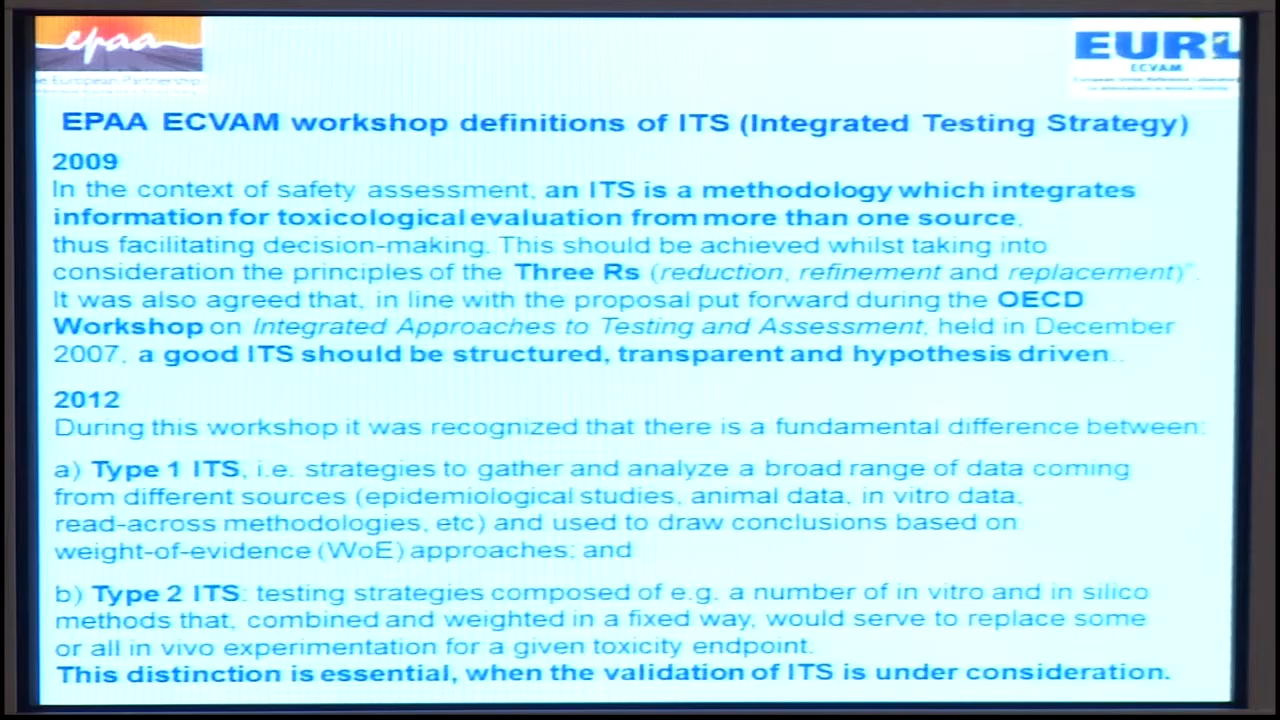 epaa
e European Partnership
EURL
ECVAM
EPAA ECVAM workshop definitions of ITS (Integrated Testing Strategy)
2009
In the context of safety assessment, an ITS is a methodology which integrates
information for toxicological evaluation from more than one source,
thus facilitating decision-making. This should be achieved whilst taking into
consideration the principles of the Three Rs (reduction, refinement and replacement)".
It was also agreed that, in line with the proposal put forward during the OECD
Workshop on Integrated Approaches to Testing and Assessment, held in December
2007, a good ITS should be structured, transparent and hypothesis driven..
2012
During this workshop it was recognized that there is a fundamental difference between:
a) Type 1 ITS, i.e. strategies to gather and analyze a broad range of data coming
from different sources (epidemiological studies, animal data, in vitro data,
read-across methodologies, etc) and used to draw conclusions based on
weight-of-evidence (WoE) approaches; and
b) Type 2 ITS: testing strategies composed of e.g. a number of in vitro and in silico
methods that, combined and weighted in a fixed way, would serve to replace some
or all in vivo experimentation for a given toxicity endpoint.
This distinction is essential, when the validation of ITS is under consideration.